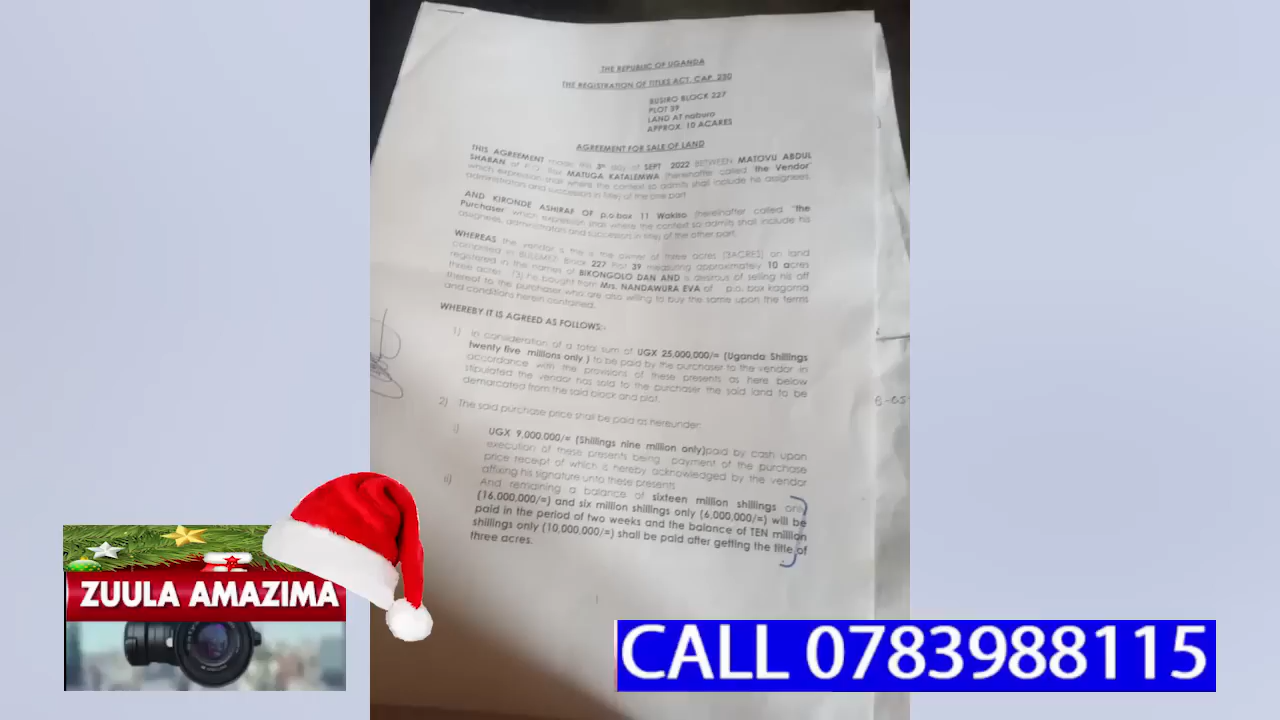 THE REPUBLIC OF UGANDA
THE REGISTRATION OF TITLES ACT, CAP. 230
BUSIRO BLOCK 227
PLOT 39
LAND AT nabwo
APPROX. 10 ACARES
AGREEMENT FOR SALE OF LAND
THIS AGREEMENT made this 5th day of SEPT 2022 BETWEEN MATOVU ABDUL
SHABAN of P.O. Box MATUGA KATALEMWA (hereinafter called 'the Vendor'
which expression shall where the context so admits shall include his assignees
administrators and successors in title) of the one part
AND KIRONDE ASHIRAF OF p.o.box 11 Wakiso (hereinafter called "the
Purchaser' which expression shall where the context so admits shall include his
assignees, administrators and successors in title) of the other part.
WHEREAS the vendor is the is the owner of three acres (3ACRES) on land
comprised in Block 227 Plot 39 measuring approximately 10 acres
registered in the names of BIKONGOLO DAN AND is desirous of selling his off
three acres (3) he bought from Mrs. NANDAWURA EVA of p.o. box kagoma
thereof to the purchaser who are also willing to buy the same upon the terms
and conditions herein contained.
WHEREBY IT IS AGREED AS FOLLOWS:-
1) In consideration of a total sum of UGX 25,000,000/= (Uganda Shillings
twenty five millions only ) to be paid by the purchaser to the vendor in
accordance with the provisions of these presents as here below
stipulated the vendor has sold to the purchaser the said land to be
demarcated from the said block and plot.
2) The said purchase price shall be paid as hereunder:
i) UGX 9,000,000/= (Shillings nine million only)paid by cash upon
execution of these presents being payment of the purchase
price receipt of which is hereby acknowledged by the vendor
affixing his signature unto these presents
ii) And remaining a balance of sixteen million shillings only
(16,000,000/=) and six million shillings only (6,000,000/=) will be
paid in the period of two weeks and the balance of TEN million
shillings only (10,000,000/=) shall be paid after getting the title of
three acres.
ZUULA AMAZIMA
CALL 0783988115